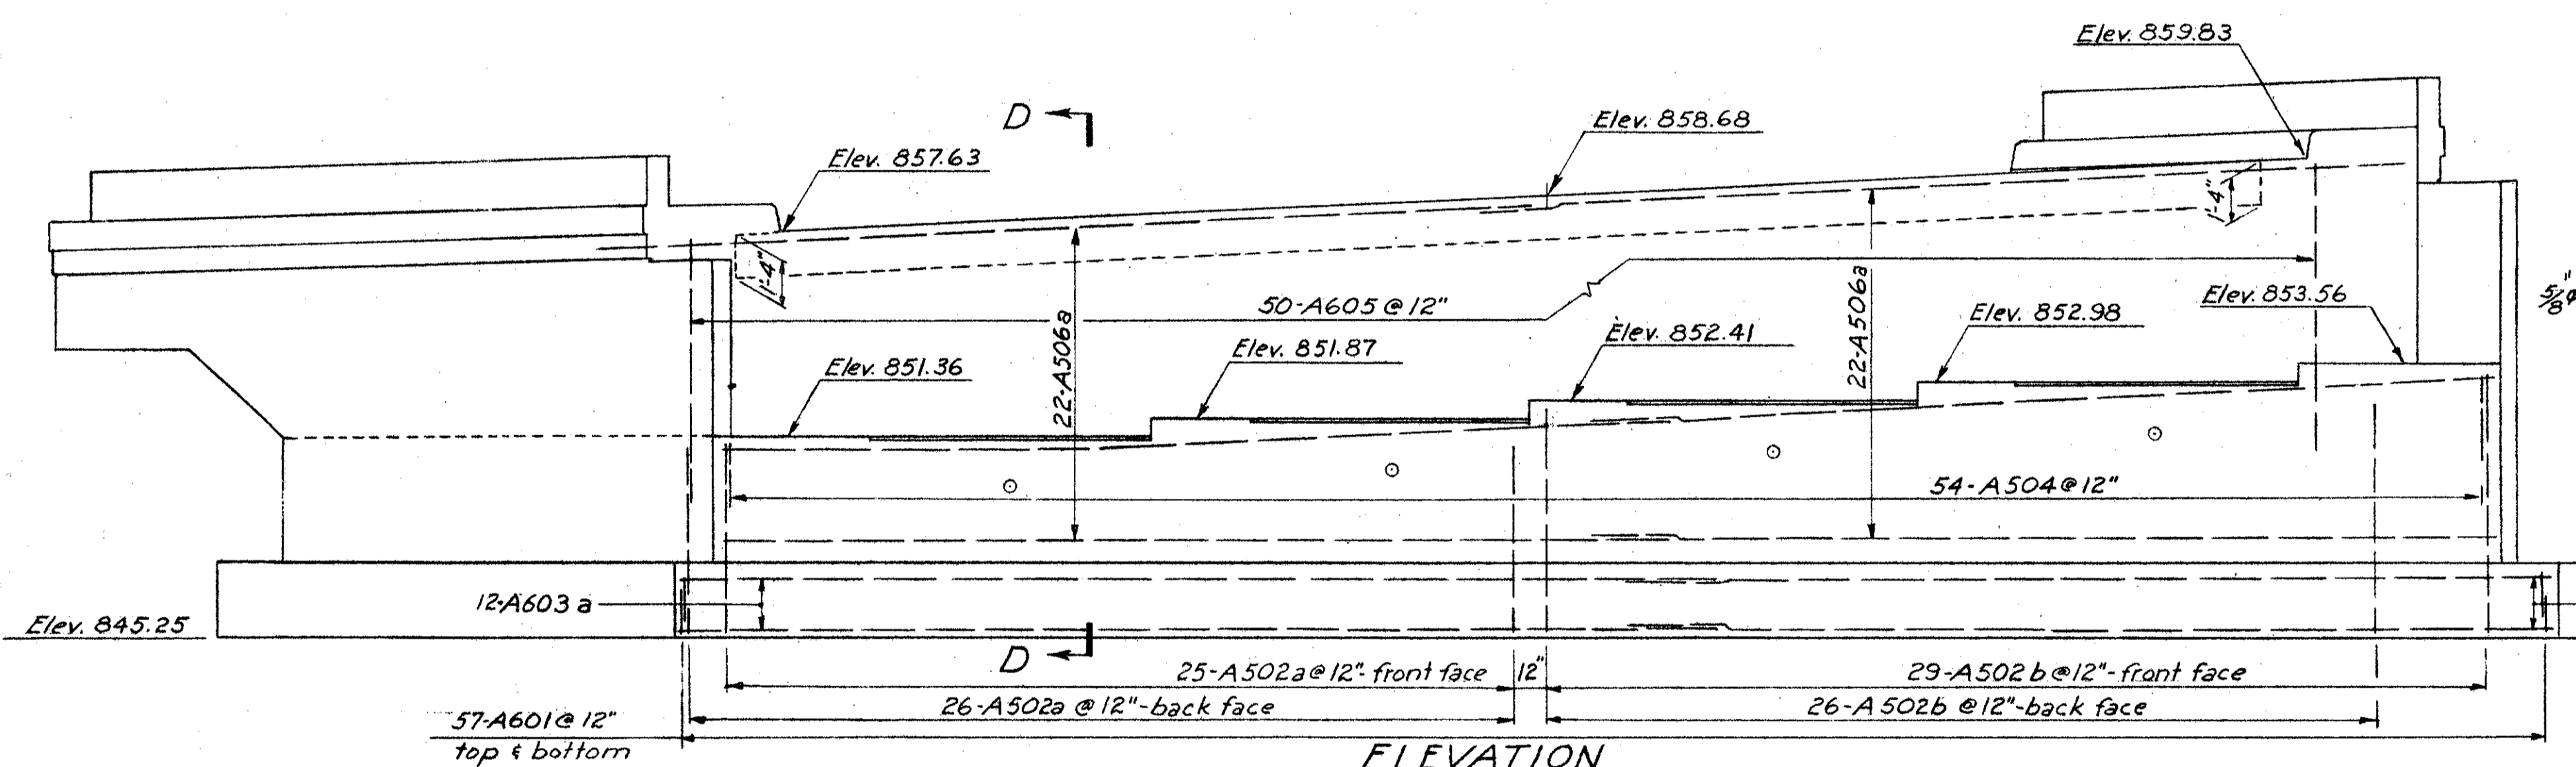 Elev. 859.83
D
Elev. 858.68
Elev. 857.63
1'-4"
1'-4"
50-A605 @ 12"
Elev. 853.56
5/8"φ
Elev. 852.98
Elev. 852.41
Elev. 851.87
Elev. 851.36
22-A506a
22-A506a
54-A504 @ 12"
12-A603 a
Elev. 845.25
D
25-A502a @ 12"- front face
12"
29-A502 b @ 12"-front face
26-A502a @ 12"-back face
26-A502b @ 12"-back face
57-A601 @ 12"
top & bottom
ELEVATION